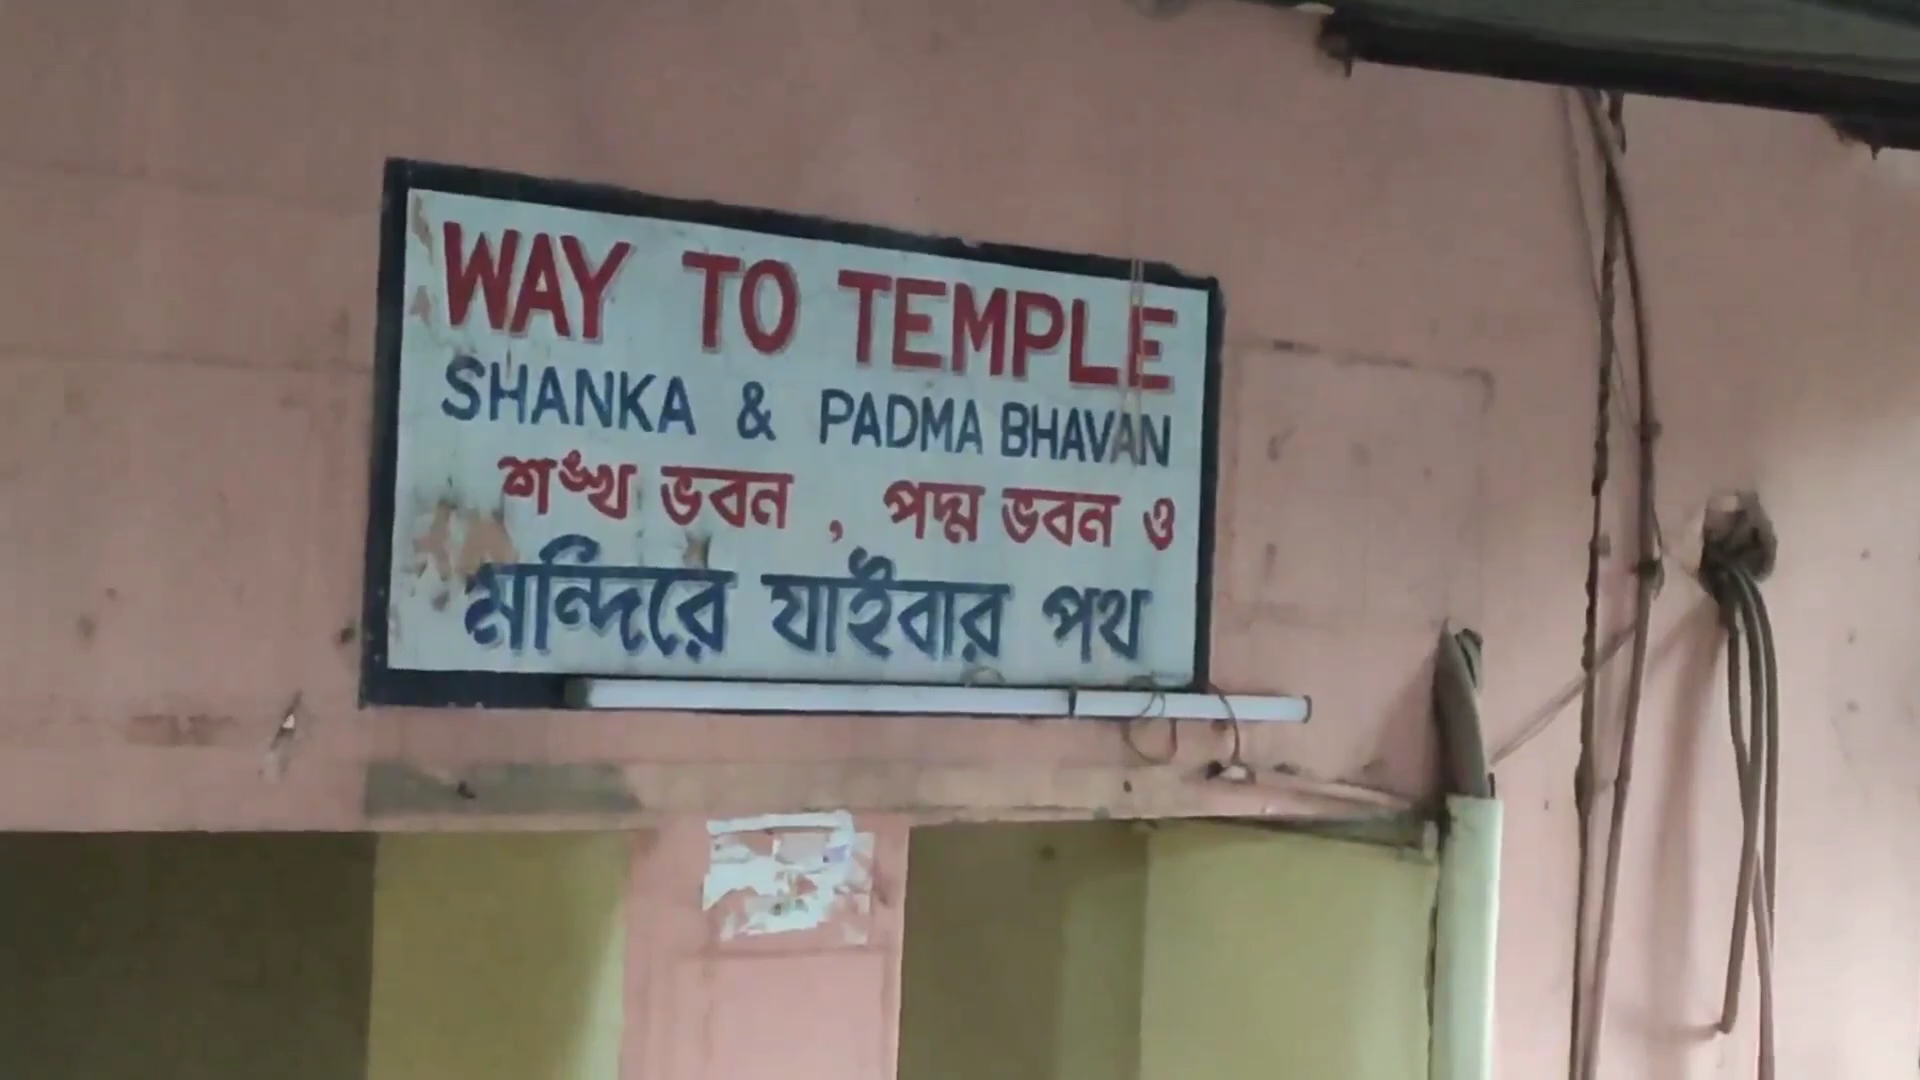 WAY TO TEMPLE
SHANKA & PADMA BHAVAN
শঙ্খ ভবন , পদ্ম ভবন ও
মন্দিরে যাইবার পথ